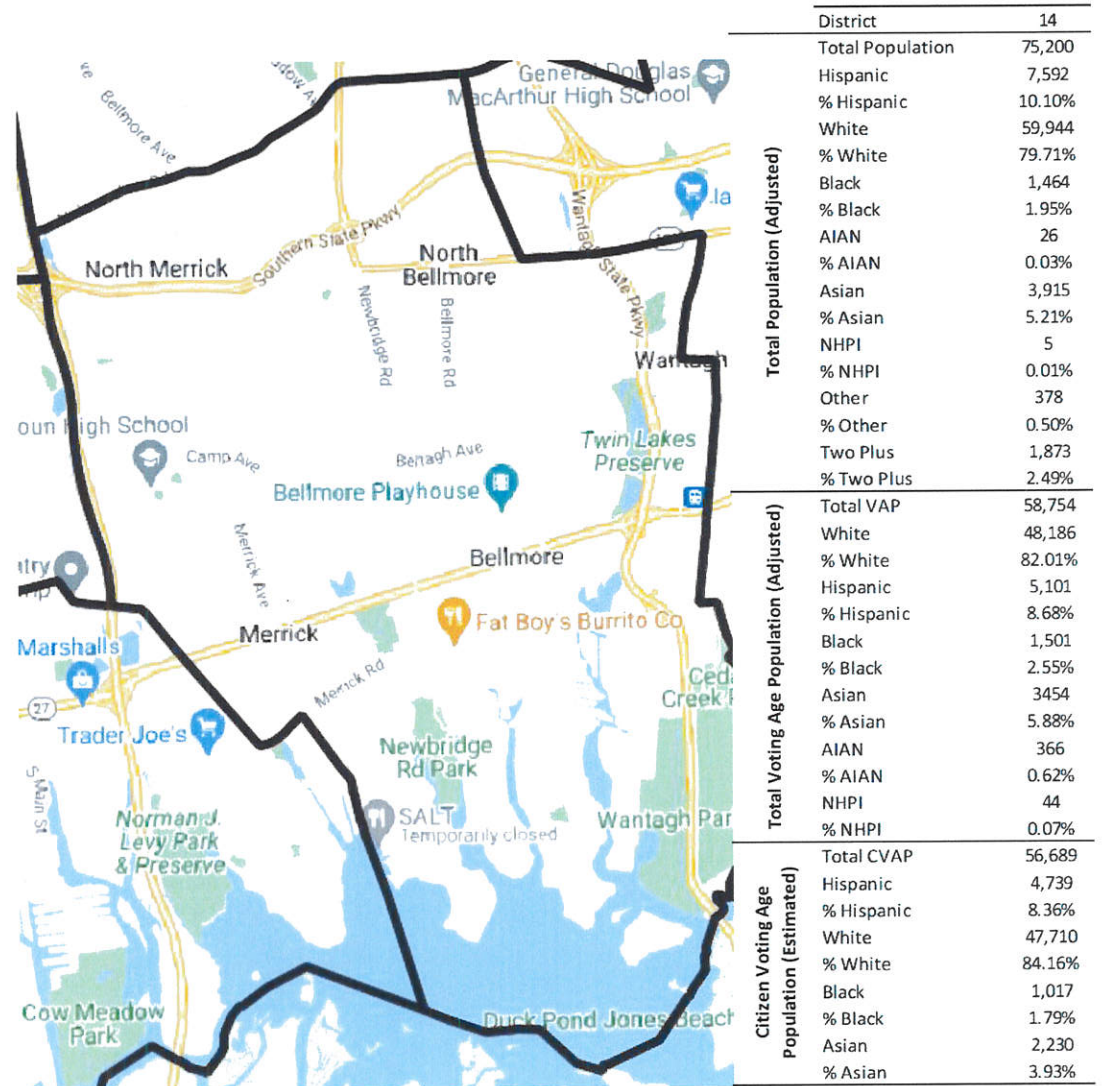 General Douglas
MacArthur High School
Bellmore Ave
Southern State Pkwy
Wantagh State Pkwy
North Merrick
North
Bellmore
Newbridge Rd
Bellmore Rd
Wantagh
oun High School
Camp Ave
Benagh Ave
Twin Lakes
Preserve
Bellmore Playhouse
Bellmore
Merrick Ave
Merrick
Fat Boy's Burrito Co
Marshalls
27
Merrick Rd
Creek
Trader Joe's
Newbridge
Rd Park
S Main St
Norman J.
Levy Park
& Preserve
SALT
Temporarily closed
Wantagh Par
Cow Meadow
Park
Duck Pond Jones Beach
District 14
Total Population (Adjusted)
Total Population 75,200
Hispanic 7,592
% Hispanic 10.10%
White 59,944
% White 79.71%
Black 1,464
% Black 1.95%
AIAN 26
% AIAN 0.03%
Asian 3,915
% Asian 5.21%
NHPI 5
% NHPI 0.01%
Other 378
% Other 0.50%
Two Plus 1,873
% Two Plus 2.49%
Total Voting Age Population (Adjusted)
Total VAP 58,754
White 48,186
% White 82.01%
Hispanic 5,101
% Hispanic 8.68%
Black 1,501
% Black 2.55%
Asian 3454
% Asian 5.88%
AIAN 366
% AIAN 0.62%
NHPI 44
% NHPI 0.07%
Citizen Voting Age
Population (Estimated)
Total CVAP 56,689
Hispanic 4,739
% Hispanic 8.36%
White 47,710
% White 84.16%
Black 1,017
% Black 1.79%
Asian 2,230
% Asian 3.93%